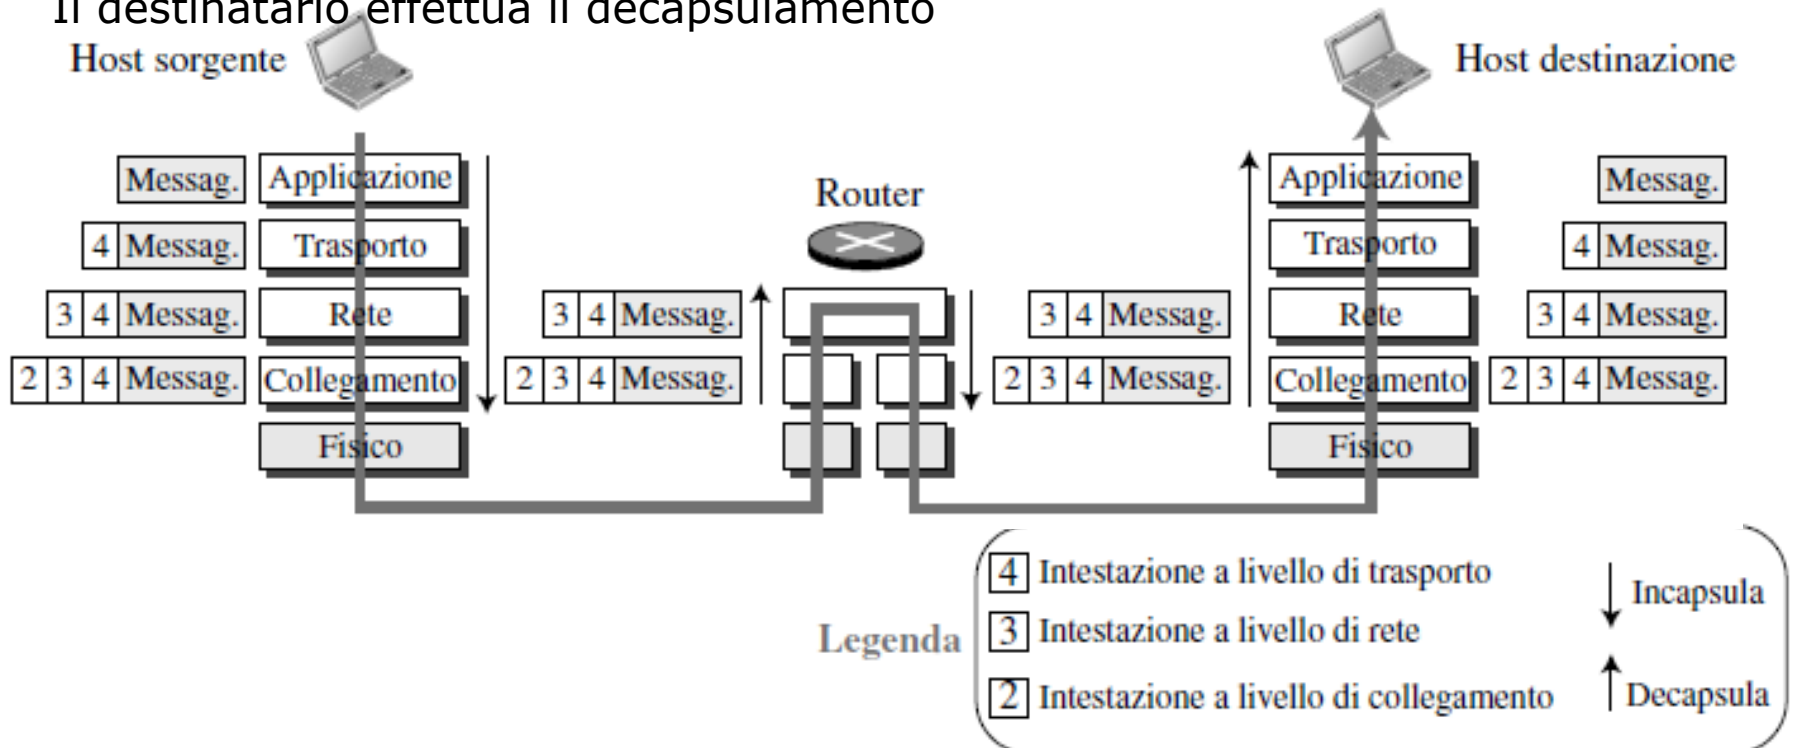 Il destinatario effettua il decapsulamento
Host sorgente
Host destinazione
Messag. Applicazione
4 Messag. Trasporto
3 4 Messag. Rete
2 3 4 Messag. Collegamento
Fisico
Router
3 4 Messag.
2 3 4 Messag.
3 4 Messag.
2 3 4 Messag.
Applicazione Messag.
Trasporto 4 Messag.
Rete 3 4 Messag.
Collegamento 2 3 4 Messag.
Fisico
Legenda
4 Intestazione a livello di trasporto
3 Intestazione a livello di rete
2 Intestazione a livello di collegamento
Incapsula
Decapsula